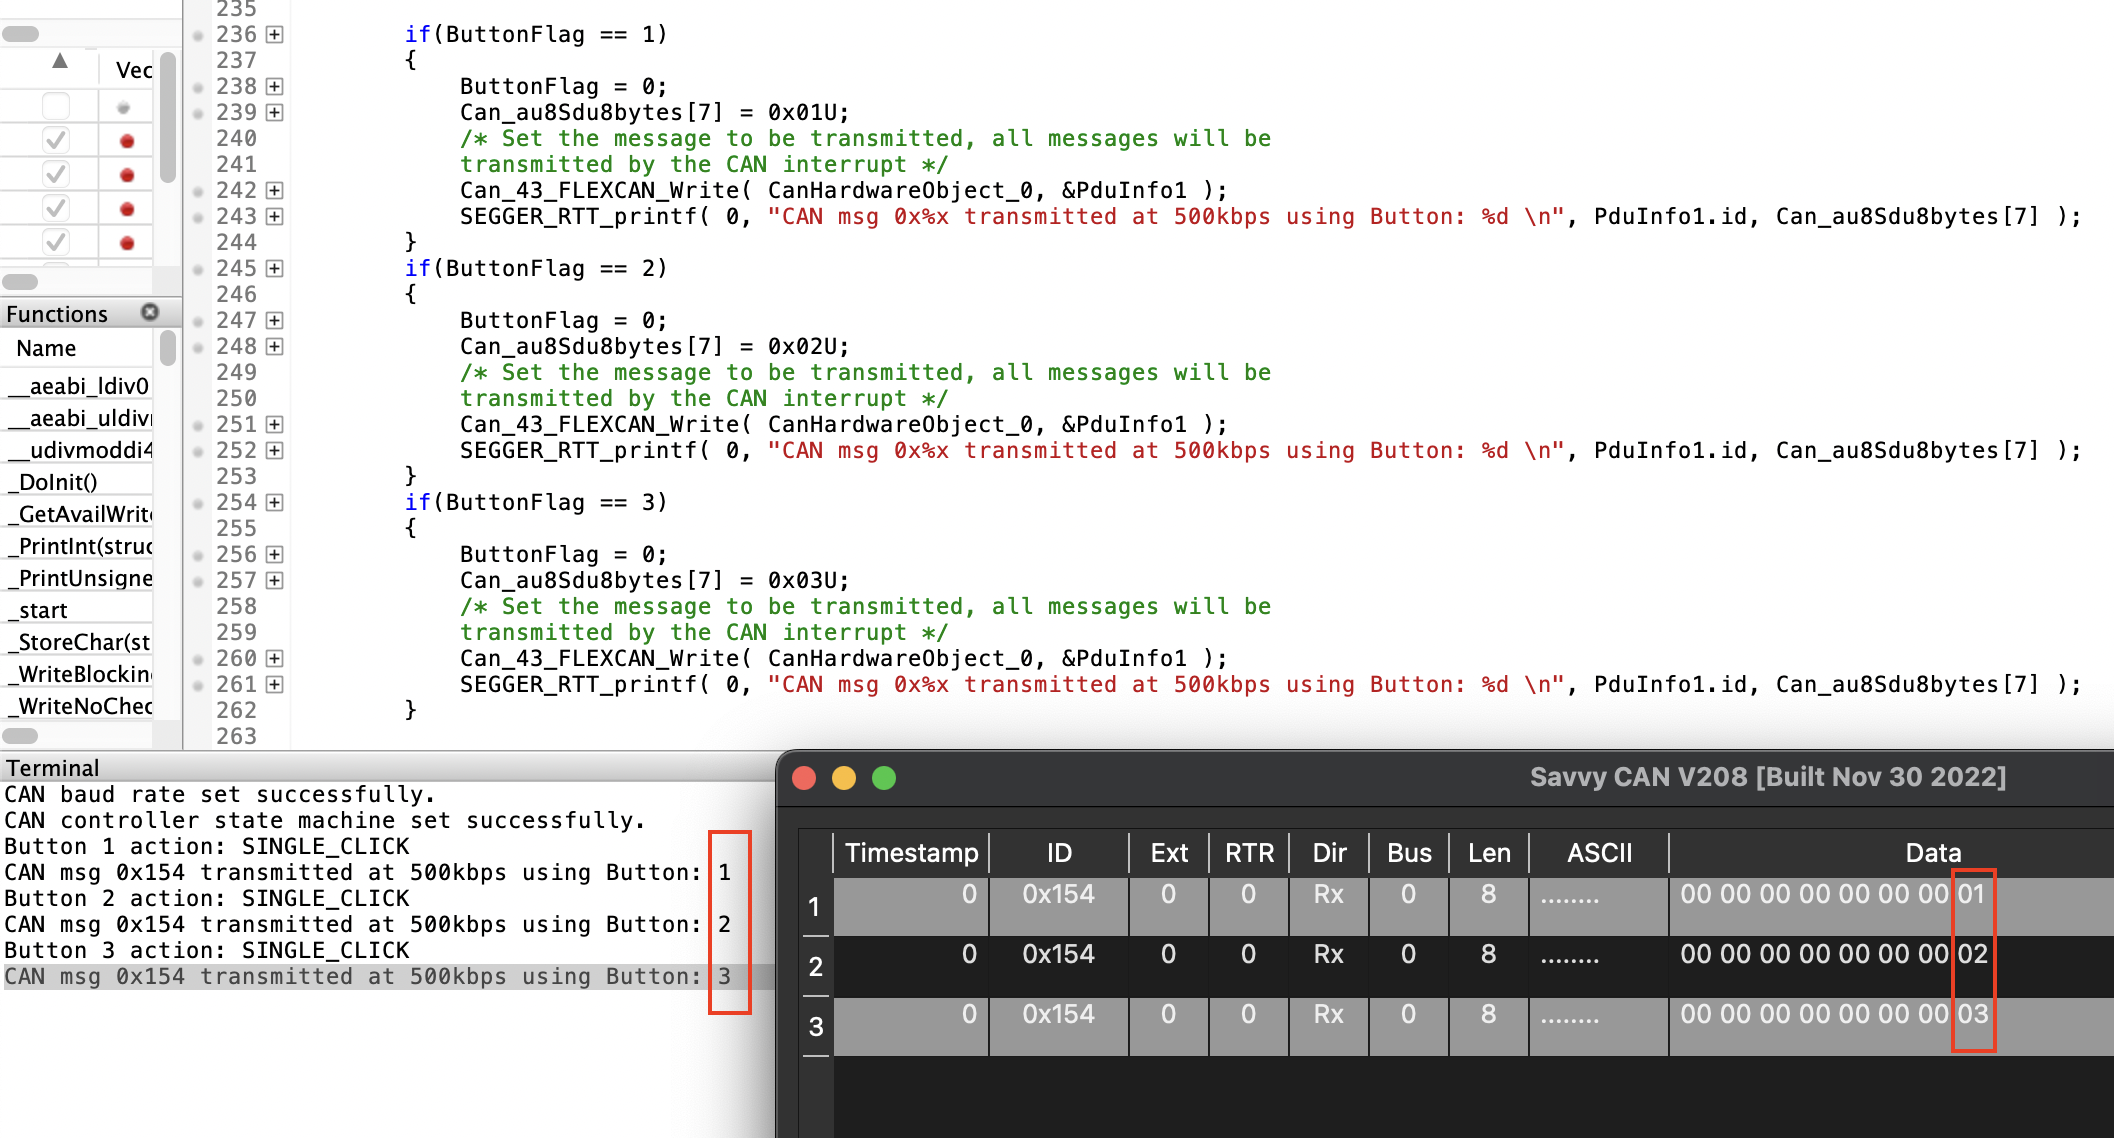 235
236 if(ButtonFlag == 1)
237 {
238 ButtonFlag = 0;
239 Can_au8Sdu8bytes[7] = 0x01U;
240 /* Set the message to be transmitted, all messages will be
241 transmitted by the CAN interrupt */
242 Can_43_FLEXCAN_Write( CanHardwareObject_0, &PduInfo1 );
243 SEGGER_RTT_printf( 0, "CAN msg 0x%x transmitted at 500kbps using Button: %d \n", PduInfo1.id, Can_au8Sdu8bytes[7] );
244 }
245 if(ButtonFlag == 2)
246 {
247 ButtonFlag = 0;
248 Can_au8Sdu8bytes[7] = 0x02U;
249 /* Set the message to be transmitted, all messages will be
250 transmitted by the CAN interrupt */
251 Can_43_FLEXCAN_Write( CanHardwareObject_0, &PduInfo1 );
252 SEGGER_RTT_printf( 0, "CAN msg 0x%x transmitted at 500kbps using Button: %d \n", PduInfo1.id, Can_au8Sdu8bytes[7] );
253 }
254 if(ButtonFlag == 3)
255 {
256 ButtonFlag = 0;
257 Can_au8Sdu8bytes[7] = 0x03U;
258 /* Set the message to be transmitted, all messages will be
259 transmitted by the CAN interrupt */
260 Can_43_FLEXCAN_Write( CanHardwareObject_0, &PduInfo1 );
261 SEGGER_RTT_printf( 0, "CAN msg 0x%x transmitted at 500kbps using Button: %d \n", PduInfo1.id, Can_au8Sdu8bytes[7] );
262 }
263
Vec
Functions
Name
__aeabi_ldiv0
__aeabi_uldivr
__udivmoddi4
_DoInit()
_GetAvailWrite
_PrintInt(struc
_PrintUnsigne
_start
_StoreChar(st
_WriteBlockin
_WriteNoChec
Terminal
CAN baud rate set successfully.
CAN controller state machine set successfully.
Button 1 action: SINGLE_CLICK
CAN msg 0x154 transmitted at 500kbps using Button: 1
Button 2 action: SINGLE_CLICK
CAN msg 0x154 transmitted at 500kbps using Button: 2
Button 3 action: SINGLE_CLICK
CAN msg 0x154 transmitted at 500kbps using Button: 3
Savvy CAN V208 [Built Nov 30 2022]
Timestamp ID Ext RTR Dir Bus Len ASCII Data
1 0 0x154 0 0 Rx 0 8 ........ 00 00 00 00 00 00 00 01
2 0 0x154 0 0 Rx 0 8 ........ 00 00 00 00 00 00 00 02
3 0 0x154 0 0 Rx 0 8 ........ 00 00 00 00 00 00 00 03